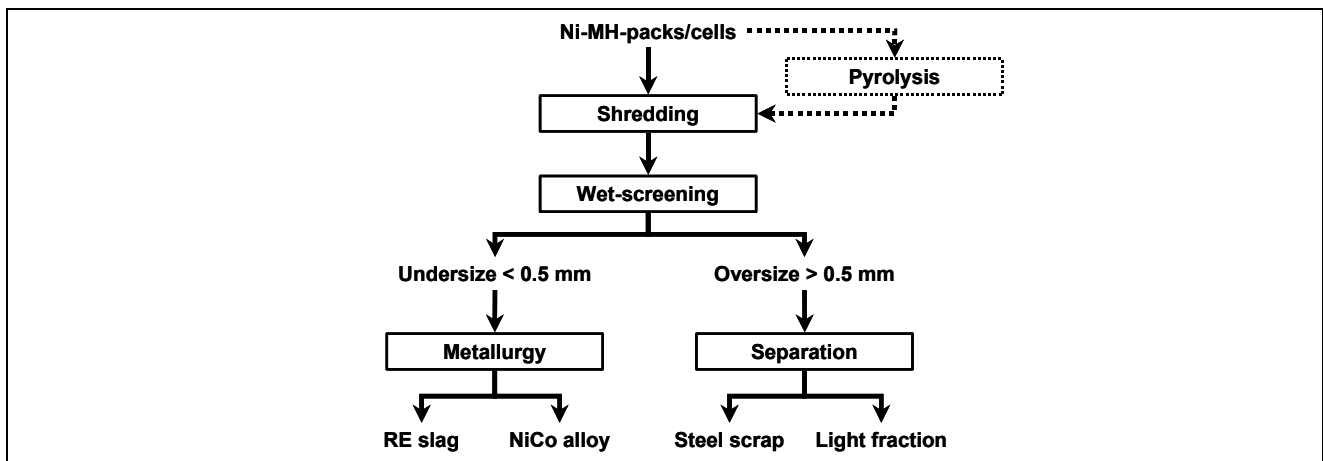 Ni-MH-packs/cells
Pyrolysis
Shredding
Wet-screening
Undersize < 0.5 mm
Oversize > 0.5 mm
Metallurgy
Separation
RE slag
NiCo alloy
Steel scrap
Light fraction